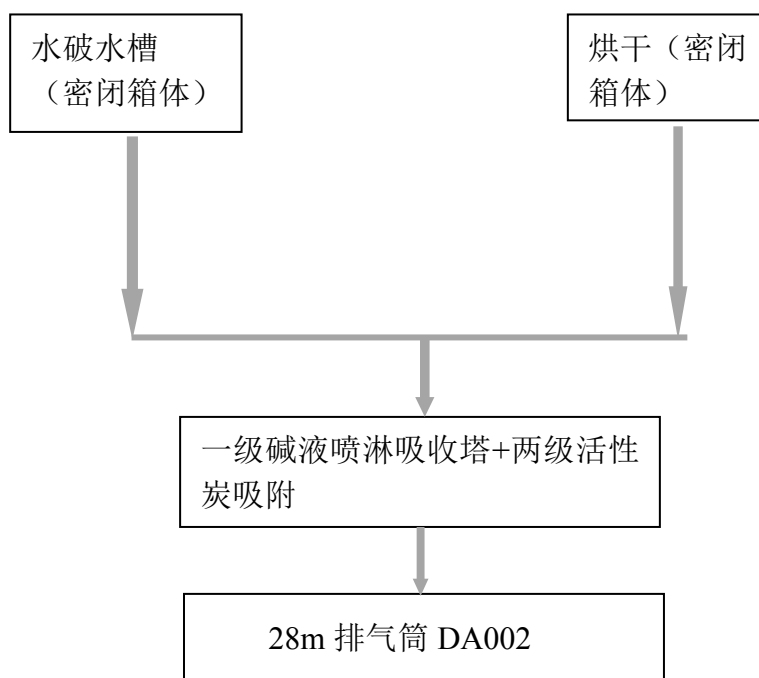 水破水槽
（密闭箱体）
烘干（密闭
箱体）
一级碱液喷淋吸收塔+两级活性
炭吸附
28m 排气筒 DA002